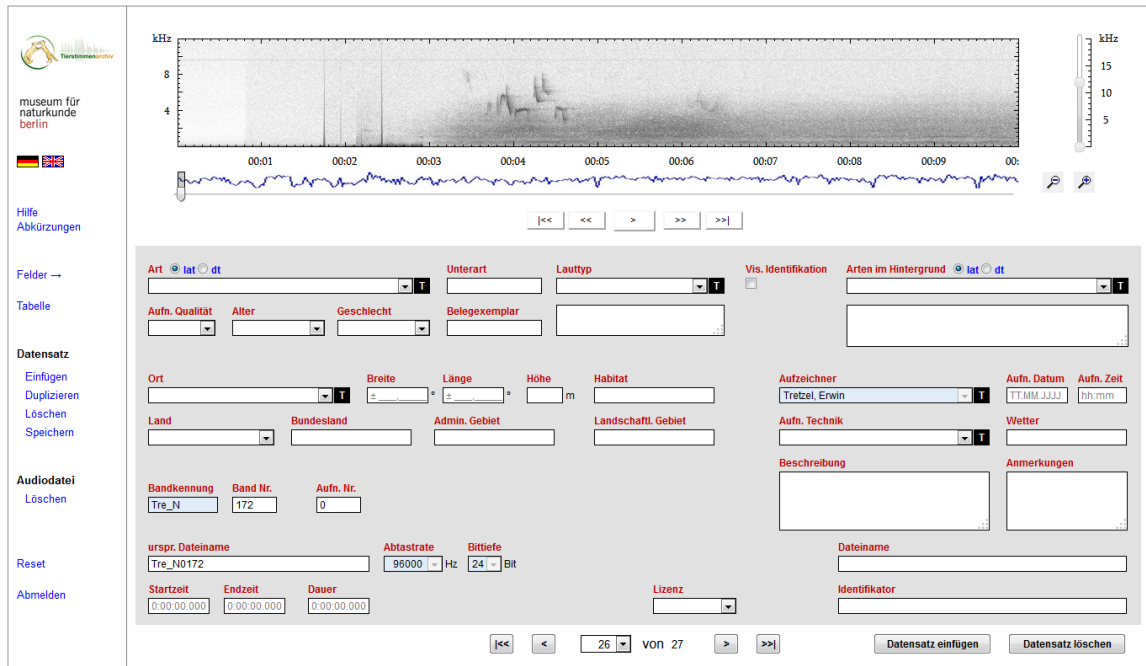 Tierstimmenarchiv
museum für
naturkunde
berlin
Hilfe
Abkürzungen
Felder →
Tabelle
Datensatz
Einfügen
Duplizieren
Löschen
Speichern
Audiodatei
Löschen
Reset
Abmelden
kHz
8
4
00:01 00:02 00:03 00:04 00:05 00:06 00:07 00:08 00:09 00:
kHz
15
10
5
|<< << > >> >>|
Art lat dt Unterart Lauttyp Vis. Identifikation Arten im Hintergrund lat dt
T T T
Aufn. Qualität Alter Geschlecht Belegexemplar
Ort Breite Länge Höhe Habitat Aufzeichner Aufn. Datum Aufn. Zeit
T ± ___,_____ ° ± ___,_____ ° m Tretzel, Erwin T TT.MM.JJJJ hh:mm
Land Bundesland Admin. Gebiet Landschaftl. Gebiet Aufn. Technik Wetter
T
Beschreibung Anmerkungen
Bandkennung Band Nr. Aufn. Nr.
Tre_N 172 0
urspr. Dateiname Abtastrate Bittiefe Dateiname
Tre_N0172 96000 Hz 24 Bit
Startzeit Endzeit Dauer Lizenz Identifikator
0:00:00.000 0:00:00.000 0:00:00.000
|<< < 26 von 27 > >>| Datensatz einfügen Datensatz löschen